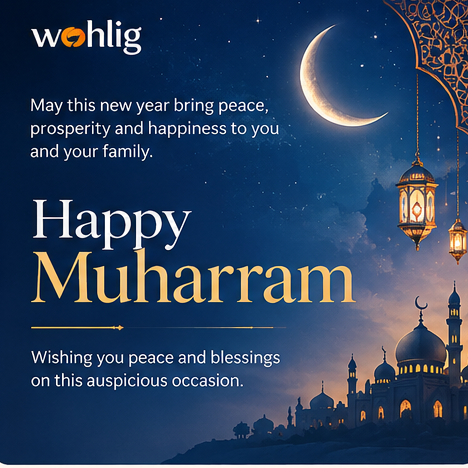 wohlig
May this new year bring peace,
prosperity and happiness to you
and your family.
Happy
Muharram
Wishing you peace and blessings
on this auspicious occasion.